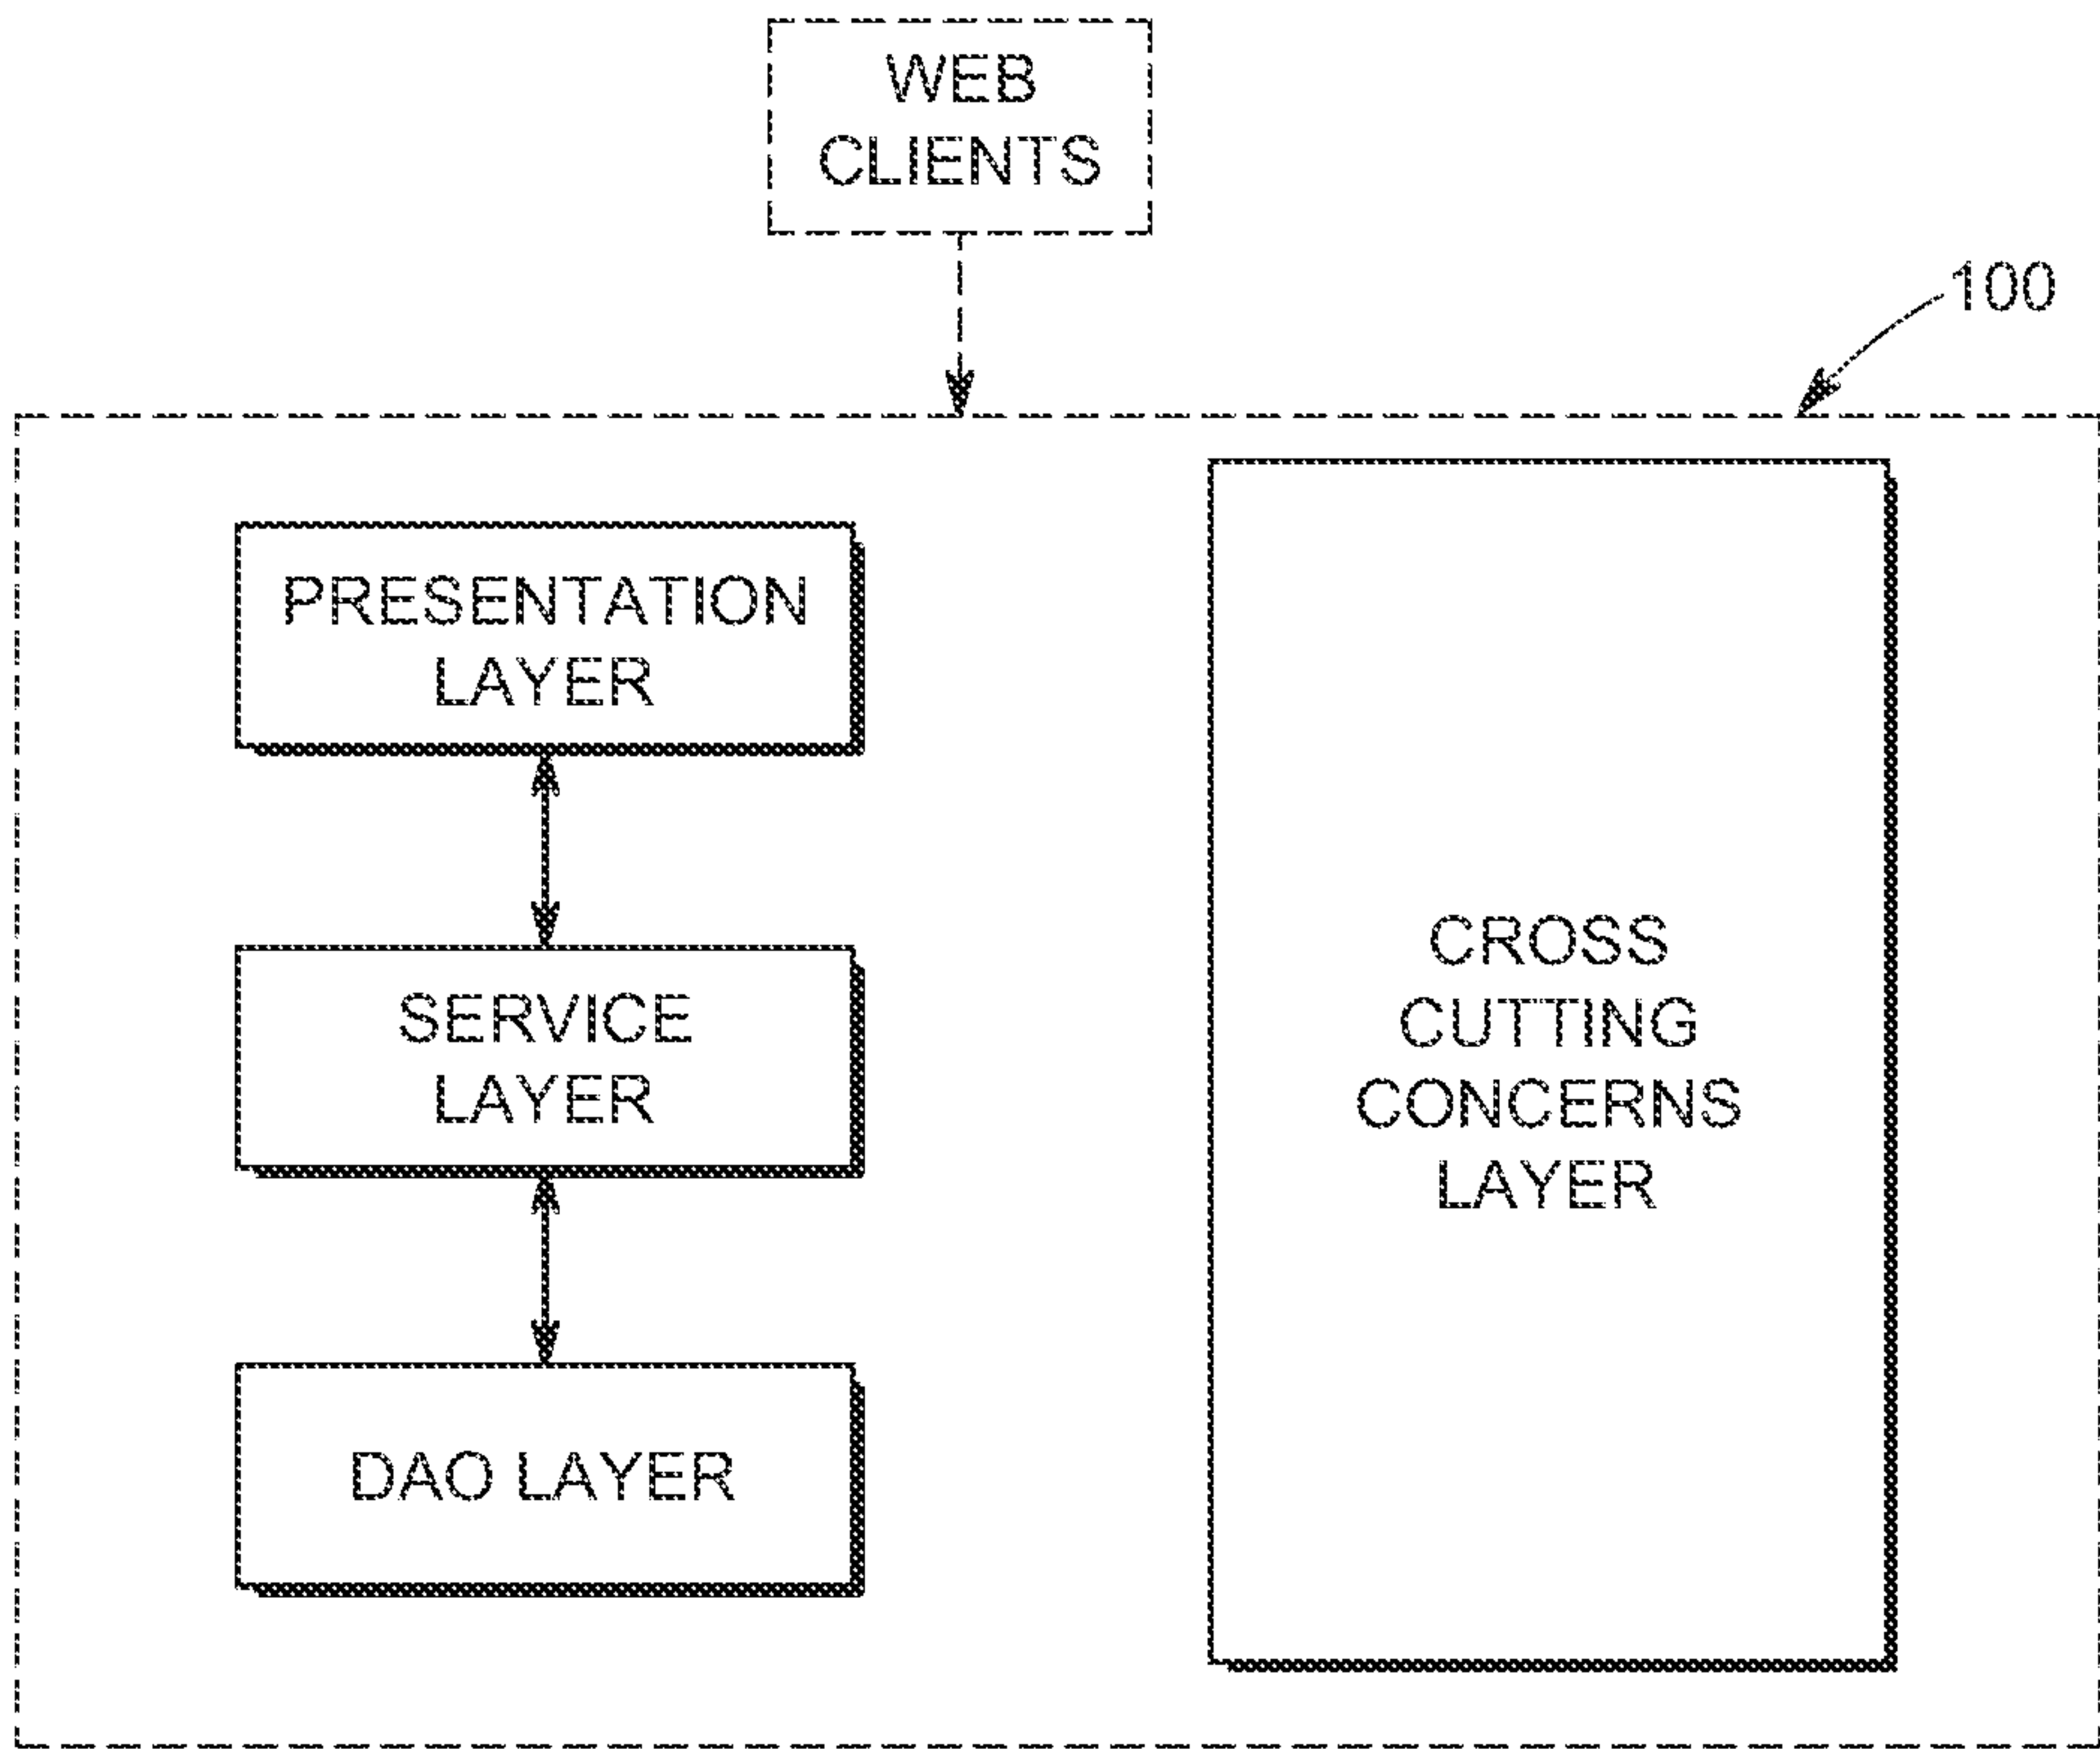 WEB
CLIENTS
100
PRESENTATION
LAYER
SERVICE
LAYER
DAO LAYER
CROSS
CUTTING
CONCERNS
LAYER